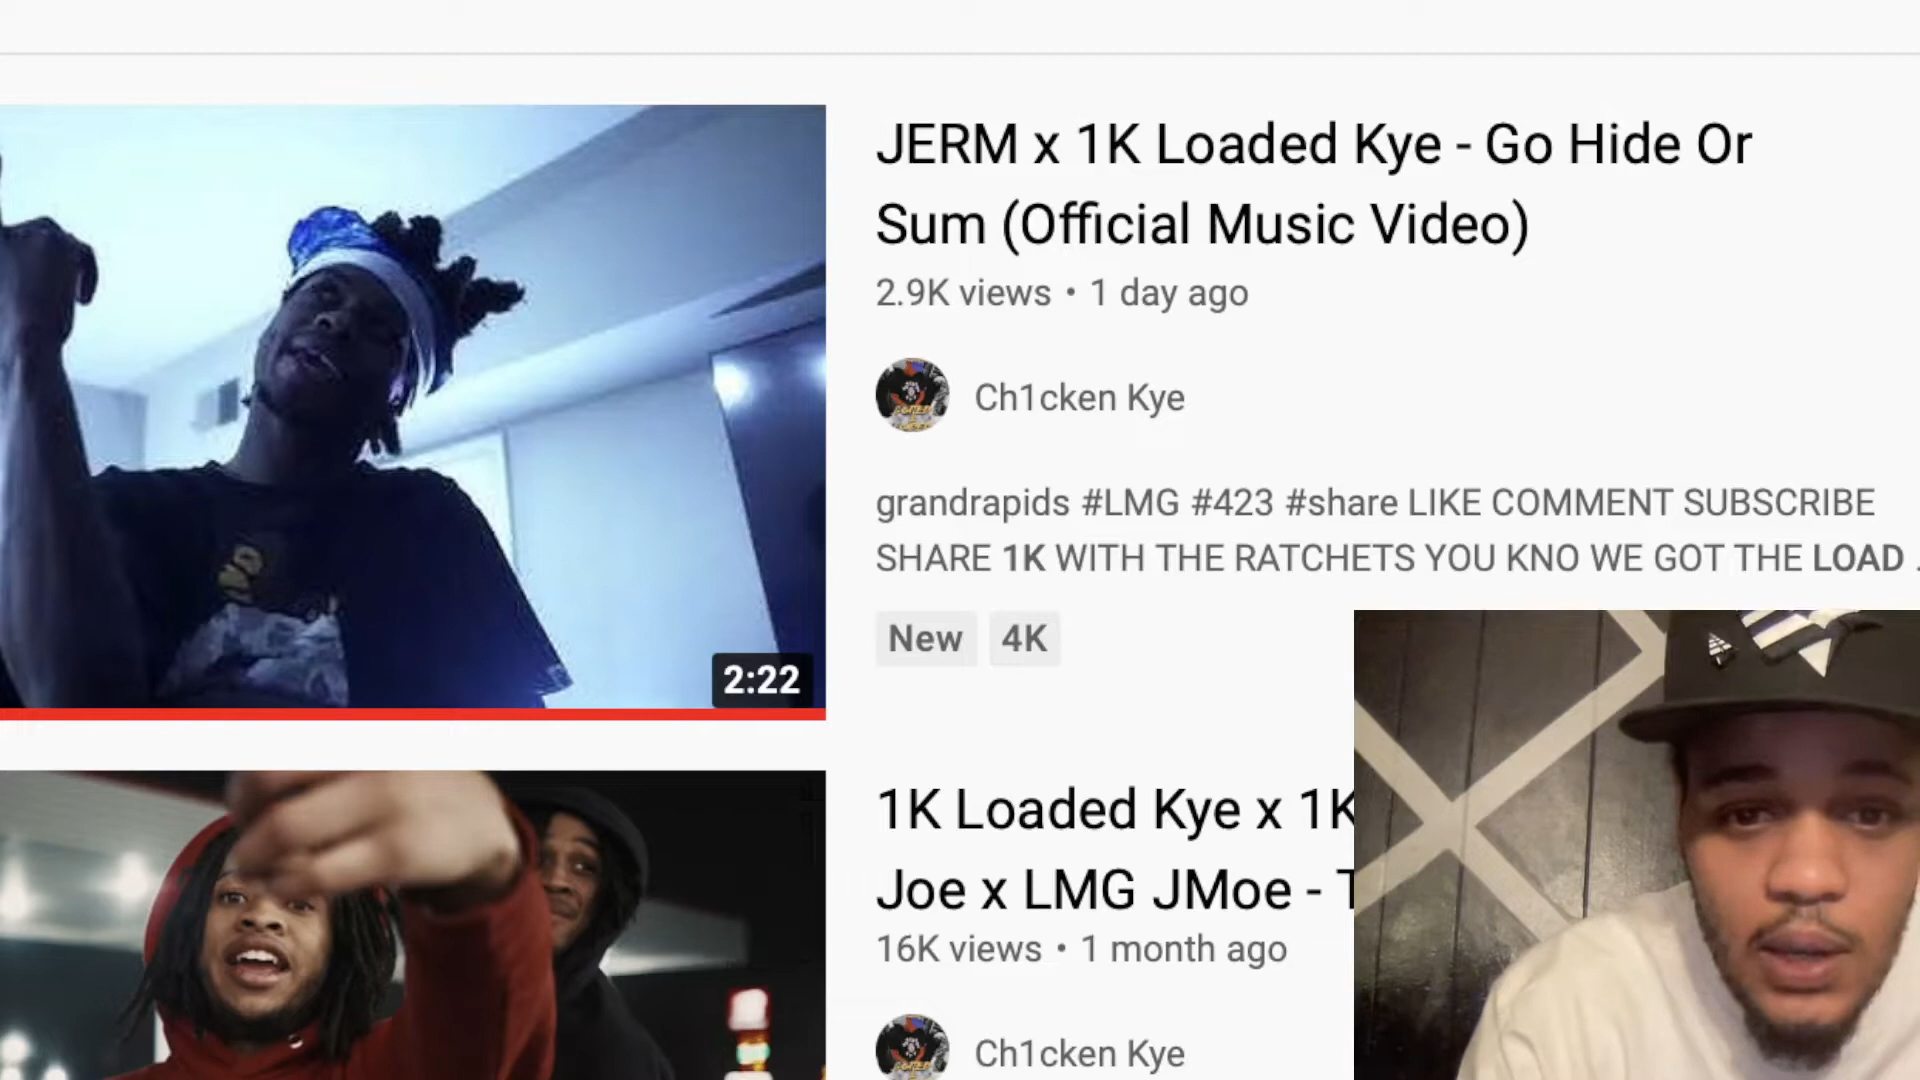 JERM x 1K Loaded Kye - Go Hide Or
Sum (Official Music Video)
2.9K views • 1 day ago
Ch1cken Kye
grandrapids #LMG #423 #share LIKE COMMENT SUBSCRIBE
SHARE 1K WITH THE RATCHETS YOU KNO WE GOT THE LOAD
New 4K
2:22
1K Loaded Kye x 1K
Joe x LMG JMoe -
16K views • 1 month ago
Ch1cken Kye